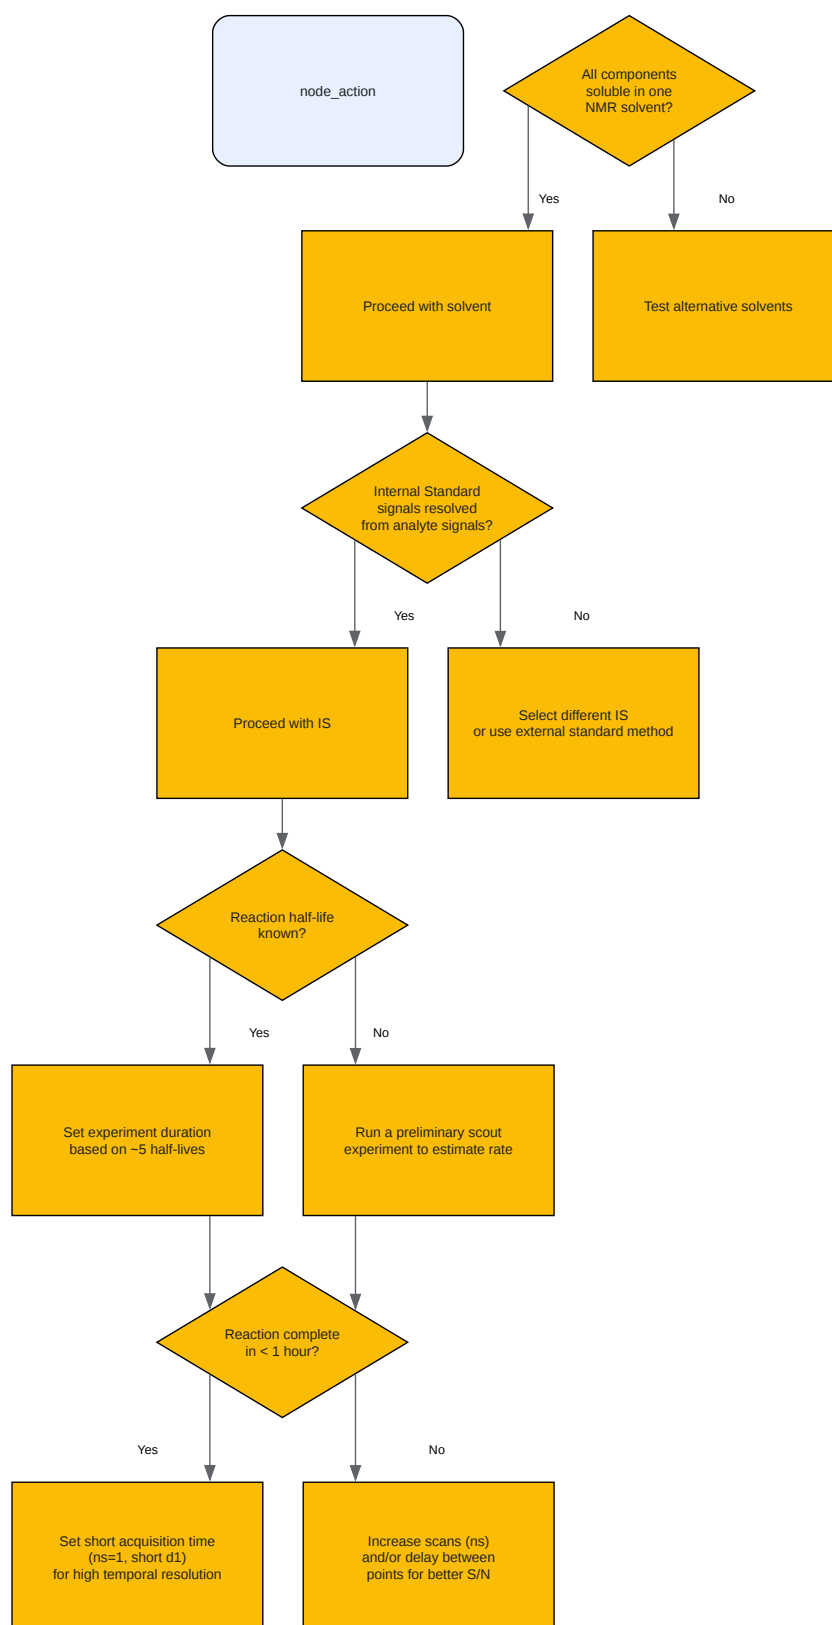 node_action
All components
soluble in one
NMR solvent?
Yes
No
Proceed with solvent
Test alternative solvents
Internal Standard
signals resolved
from analyte signals?
Yes
No
Proceed with IS
Select different IS
or use external standard method
Reaction half-life
known?
Yes
No
Set experiment duration
based on ~5 half-lives
Run a preliminary scout
experiment to estimate rate
Reaction complete
in < 1 hour?
Yes
No
Set short acquisition time
(ns=1, short d1)
for high temporal resolution
Increase scans (ns)
and/or delay between
points for better S/N